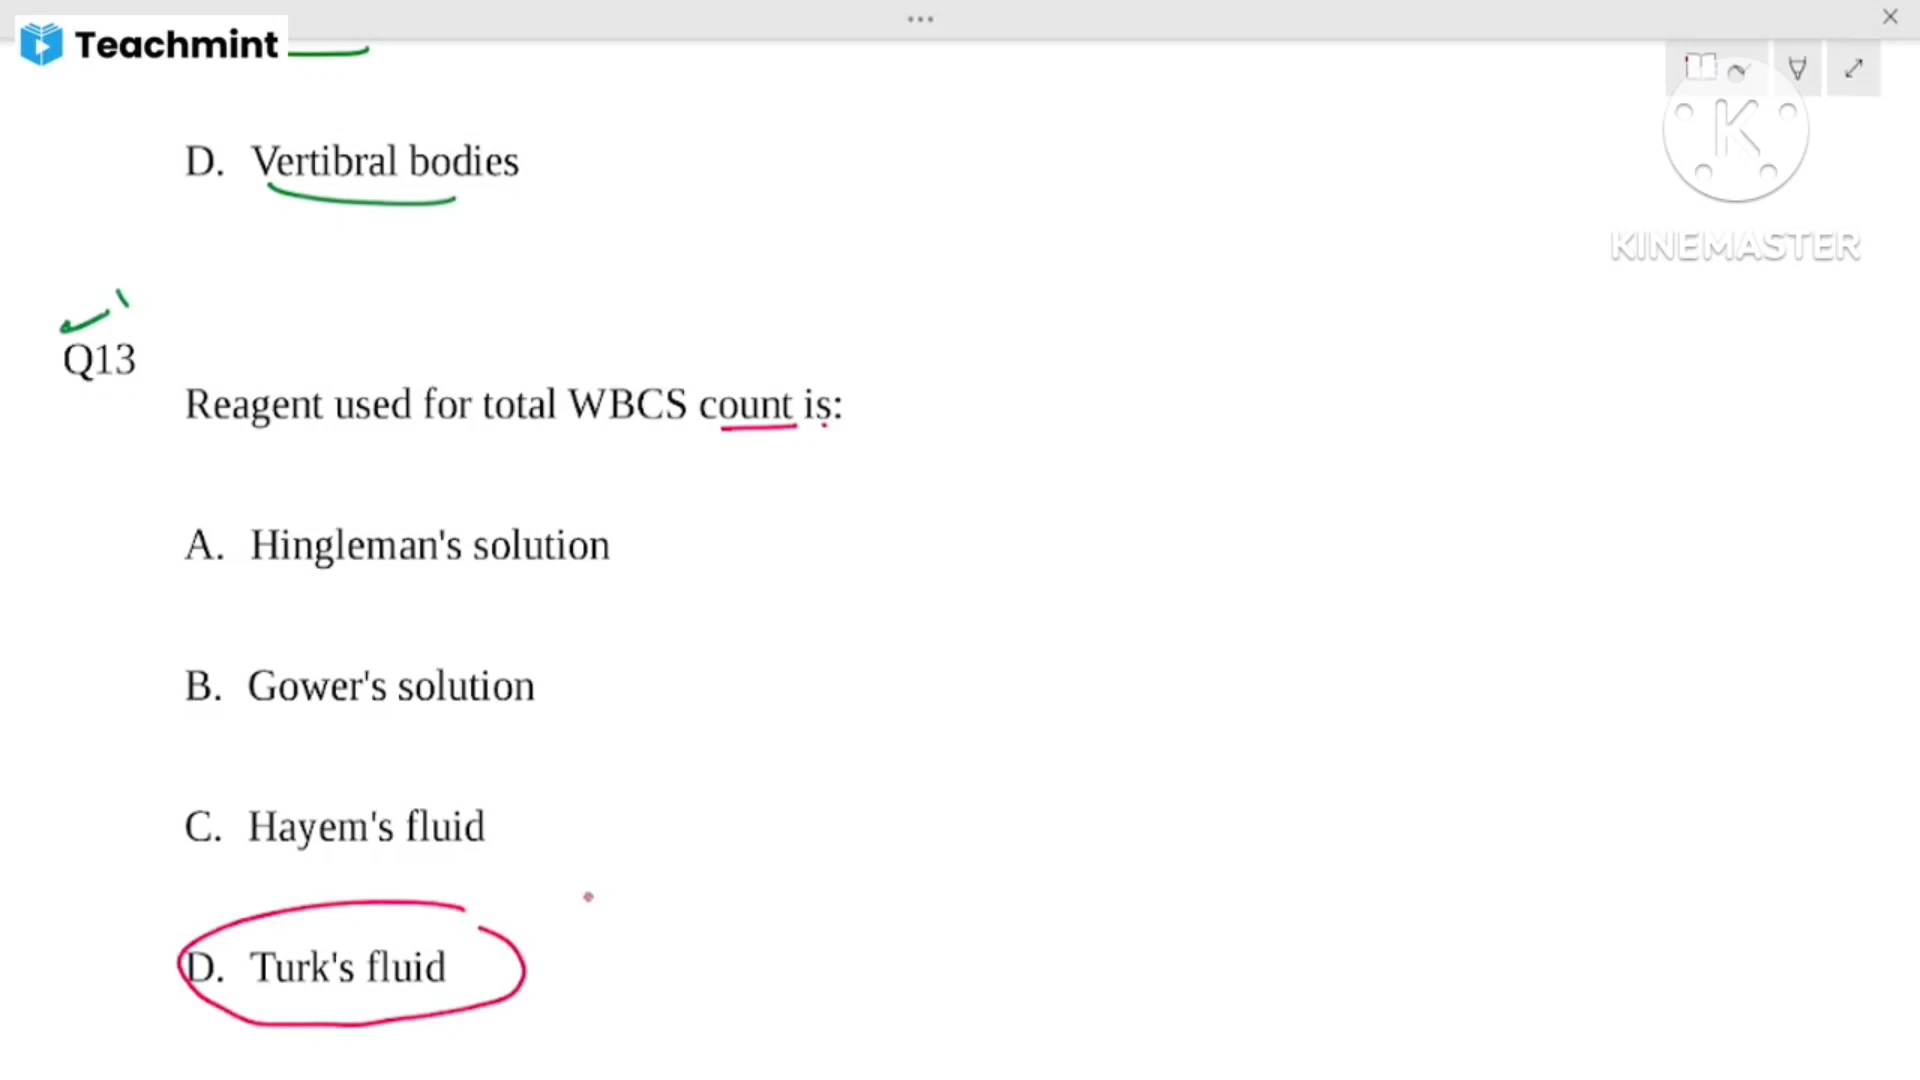 Teachmint
D. Vertibral bodies
KINEMASTER
Q13
Reagent used for total WBCS count is:
A. Hingleman's solution
B. Gower's solution
C. Hayem's fluid
D. Turk's fluid